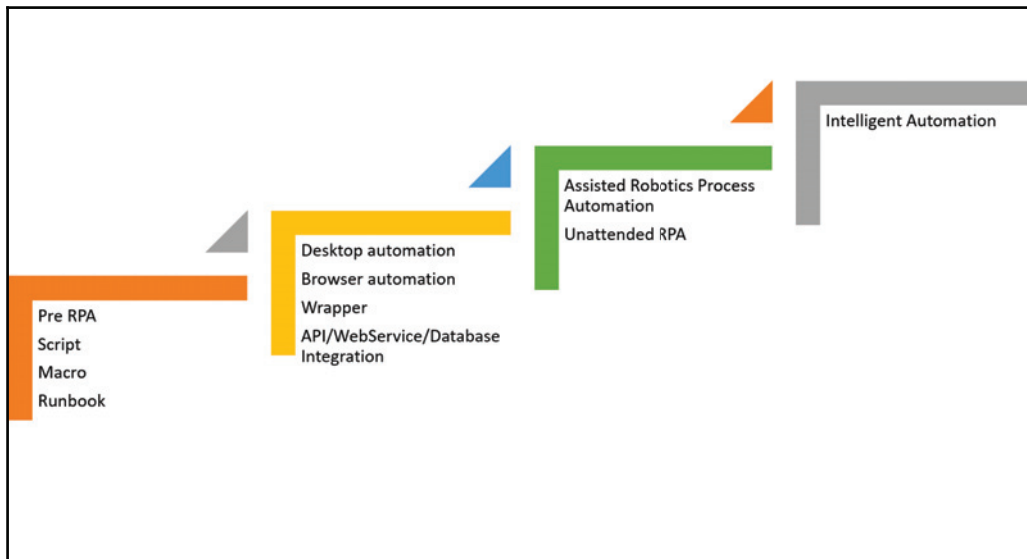 Pre RPA
Script
Macro
Runbook
Desktop automation
Browser automation
Wrapper
API/WebService/Database
Integration
Assisted Robotics Process
Automation
Unattended RPA
Intelligent Automation